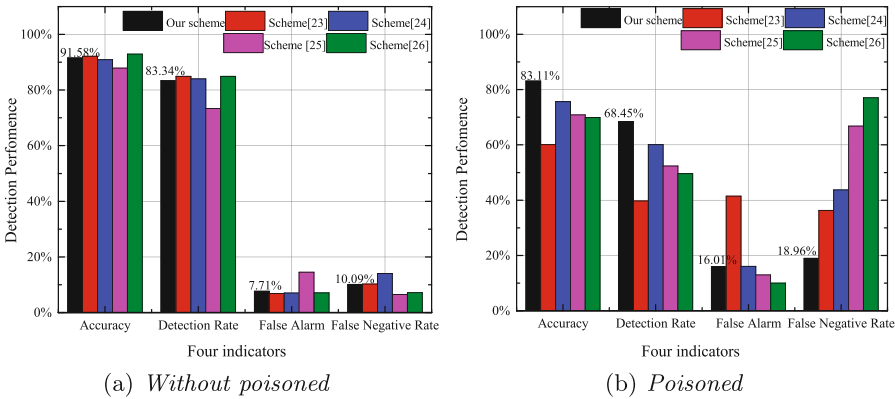 Our scheme Scheme[23] Scheme[24]
Scheme [25] Scheme[26]
110%
100%
91.58%
83.34%
80%
60%
40%
20%
7.71%
10.09%
0%
Detection Perfomence
Accuracy Detection Rate False Alarm False Negative Rate
Four indicators
(a) Without poisoned
Our scheme Scheme[23] Scheme[24]
Scheme[25] Scheme[26]
100%
83.11%
80%
68.45%
60%
40%
20%
16.01%
18.96%
0%
Detection Perfomence
Accuracy Detection Rate False Alarm False Negative Rate
Four indicators
(b) Poisoned